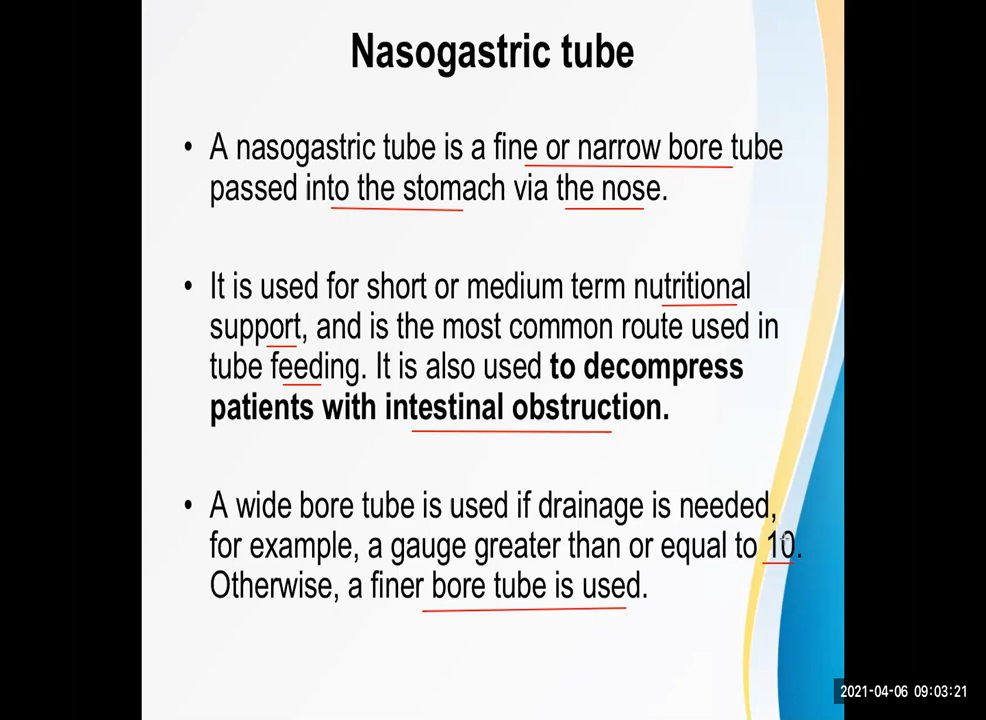 Nasogastric tube
• A nasogastric tube is a fine or narrow bore tube
passed into the stomach via the nose.
• It is used for short or medium term nutritional
support, and is the most common route used in
tube feeding. It is also used to decompress
patients with intestinal obstruction.
• A wide bore tube is used if drainage is needed,
for example, a gauge greater than or equal to 10.
Otherwise, a finer bore tube is used.
2021-04-06 09:03:21